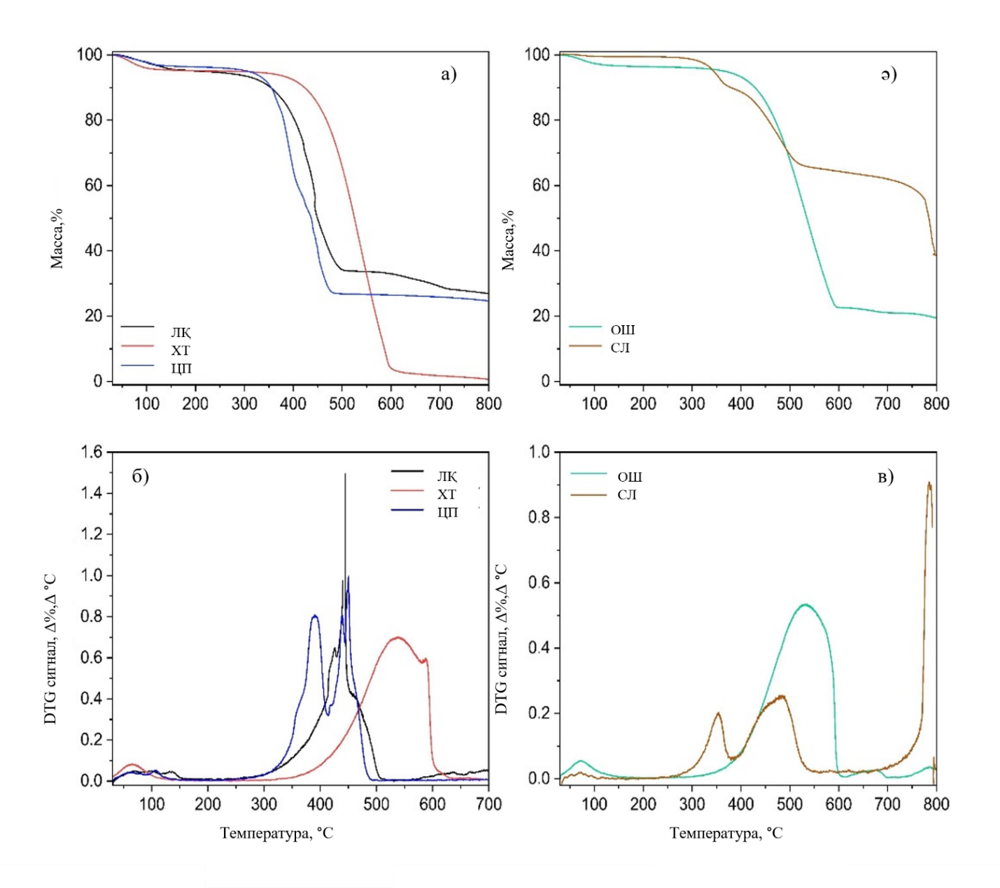 а)
Масса,%
100
80
60
40
20
0
ЛҚ
ХТ
ЦП
100 200 300 400 500 600 700 800
ә)
Масса,%
100
80
60
40
20
0
ОШ
СЛ
100 200 300 400 500 600 700 800
б)
DTG сигнал, Δ%,Δ °C
1.6
1.4
1.2
1.0
0.8
0.6
0.4
0.2
0.0
ЛҚ
ХТ
ЦП
100 200 300 400 500 600 700
Температура, °C
в)
DTG сигнал, Δ%,Δ °C
1.0
0.8
0.6
0.4
0.2
0.0
ОШ
СЛ
100 200 300 400 500 600 700 800
Температура, °C